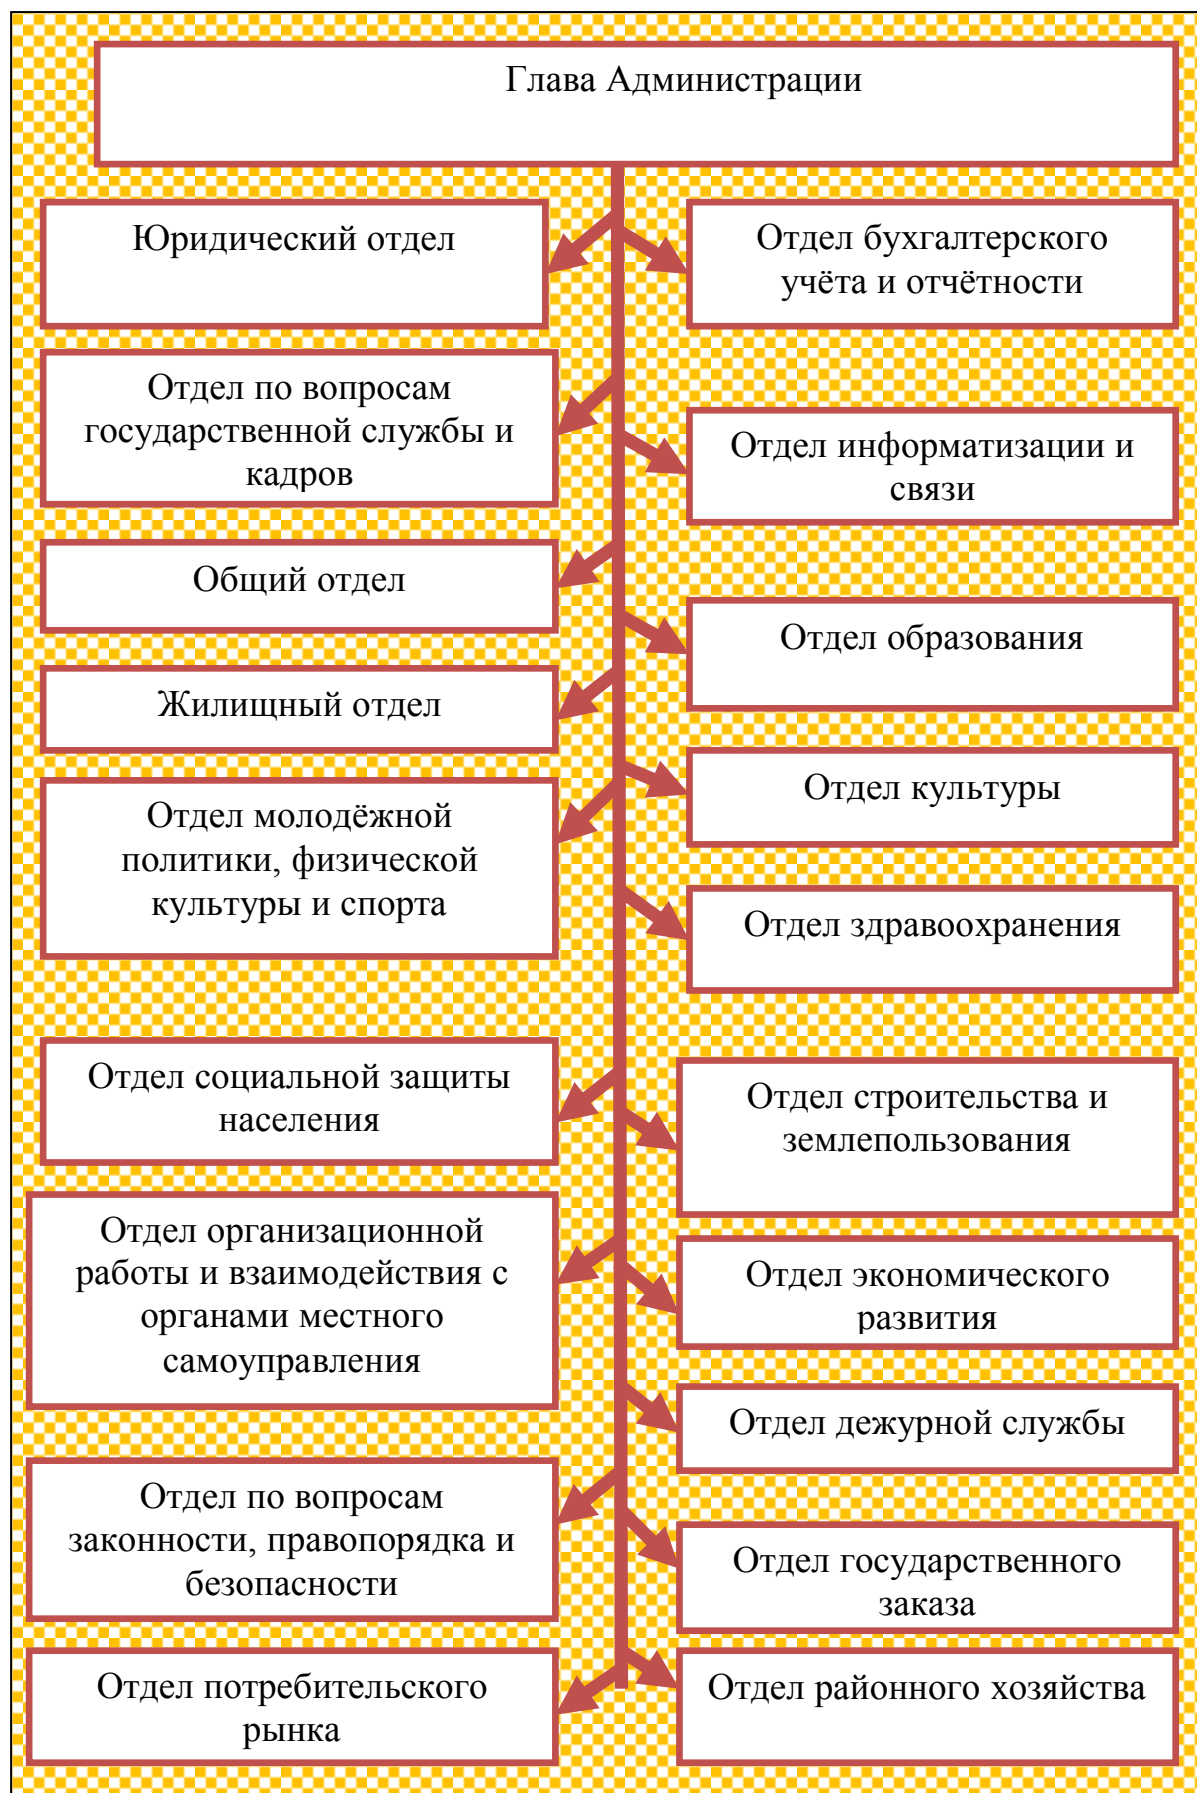 Глава Администрации
Юридический отдел
Отдел бухгалтерского
учёта и отчётности
Отдел по вопросам
государственной службы и
кадров
Отдел информатизации и
связи
Общий отдел
Отдел образования
Жилищный отдел
Отдел культуры
Отдел молодёжной
политики, физической
культуры и спорта
Отдел здравоохранения
Отдел социальной защиты
населения
Отдел строительства и
землепользования
Отдел организационной
работы и взаимодействия с
органами местного
самоуправления
Отдел экономического
развития
Отдел дежурной службы
Отдел по вопросам
законности, правопорядка и
безопасности
Отдел государственного
заказа
Отдел потребительского
рынка
Отдел районного хозяйства